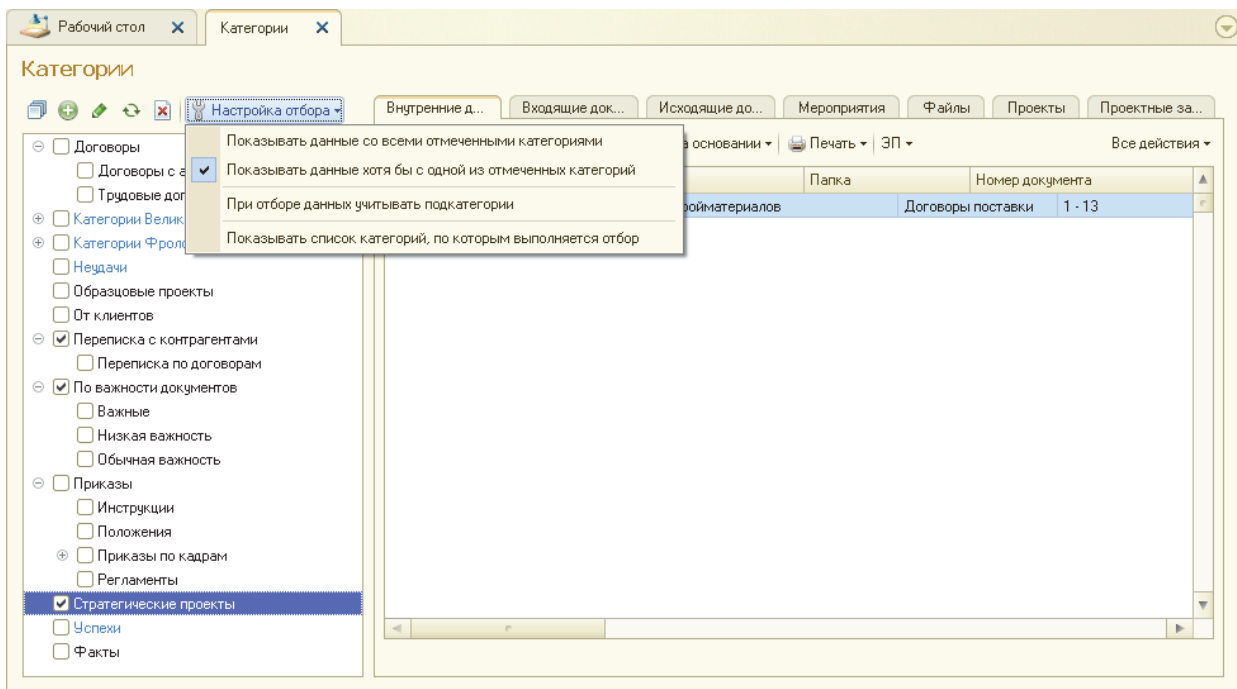 Рабочий стол
Категории
Категории
Настройка отбора
Внутренние д...
Входящие док...
Исходящие до...
Мероприятия
Файлы
Проекты
Проектные за...
Показывать данные со всеми отмеченными категориями
Показывать данные хотя бы с одной из отмеченных категорий
При отборе данных учитывать подкатегории
Показывать список категорий, по которым выполняется отбор
основании
Печать
ЭП
Все действия
Папка
Номер документа
Договоры поставки
1 - 13
Договоры
Договоры с
Трудовые
Категории
Категории
Неудачи
Образцовые проекты
От клиентов
Переписка с контрагентами
Переписка по договорам
По важности документов
Важные
Низкая важность
Обычная важность
Приказы
Инструкции
Положения
Приказы по кадрам
Регламенты
Стратегические проекты
Успехи
Факты